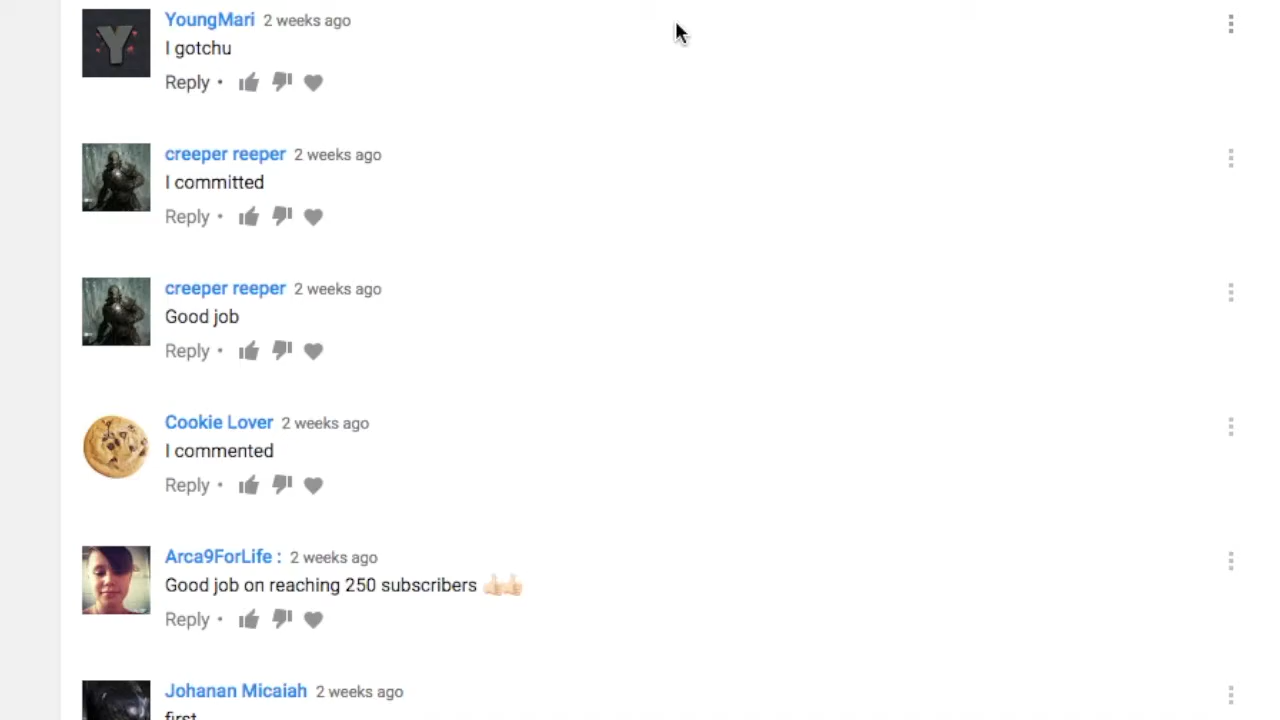 YoungMari 2 weeks ago
I gotchu
Reply •
creeper reeper 2 weeks ago
I committed
Reply •
creeper reeper 2 weeks ago
Good job
Reply •
Cookie Lover 2 weeks ago
I commented
Reply •
Arca9ForLife : 2 weeks ago
Good job on reaching 250 subscribers 👍🏻👍🏻
Reply •
Johanan Micaiah 2 weeks ago
first